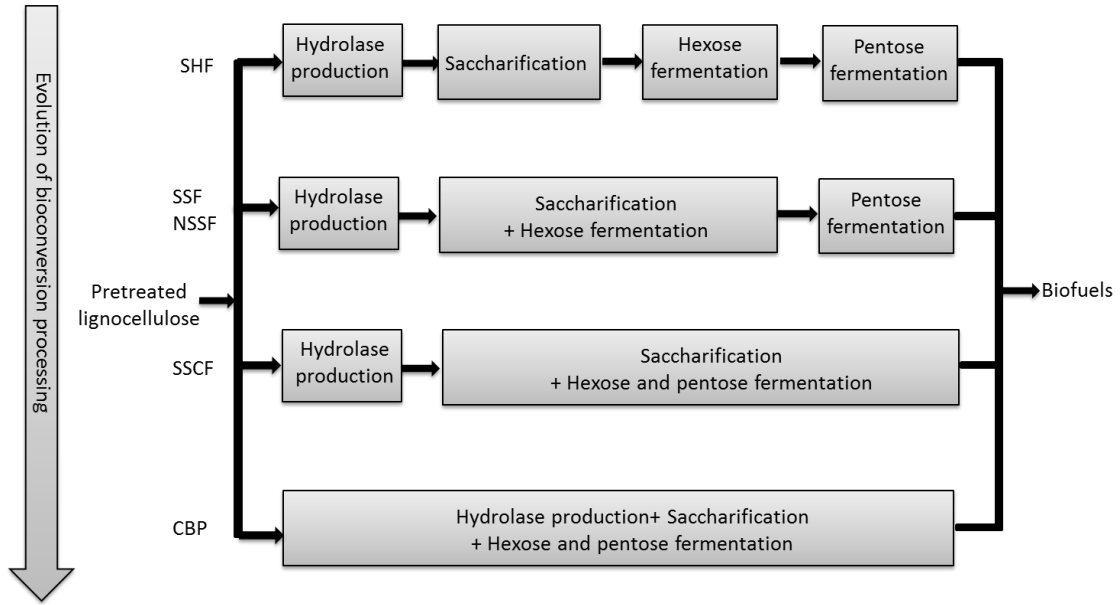 Evolution of bioconversion processing
SHF
Hydrolase
production
Saccharification
Hexose
fermentation
Pentose
fermentation
SSF
NSSF
Hydrolase
production
Saccharification
+ Hexose fermentation
Pentose
fermentation
Pretreated
lignocellulose
Biofuels
SSCF
Hydrolase
production
Saccharification
+ Hexose and pentose fermentation
CBP
Hydrolase production+ Saccharification
+ Hexose and pentose fermentation